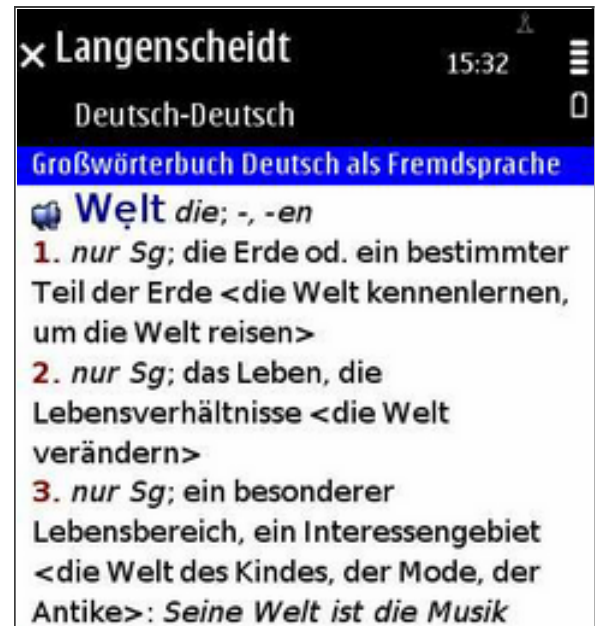 Langenscheidt
15:32
Deutsch-Deutsch
Großwörterbuch Deutsch als Fremdsprache
Wẹlt die; -, -en
1. nur Sg; die Erde od. ein bestimmter
Teil der Erde <die Welt kennenlernen,
um die Welt reisen>
2. nur Sg; das Leben, die
Lebensverhältnisse <die Welt
verändern>
3. nur Sg; ein besonderer
Lebensbereich, ein Interessengebiet
<die Welt des Kindes, der Mode, der
Antike>: Seine Welt ist die Musik